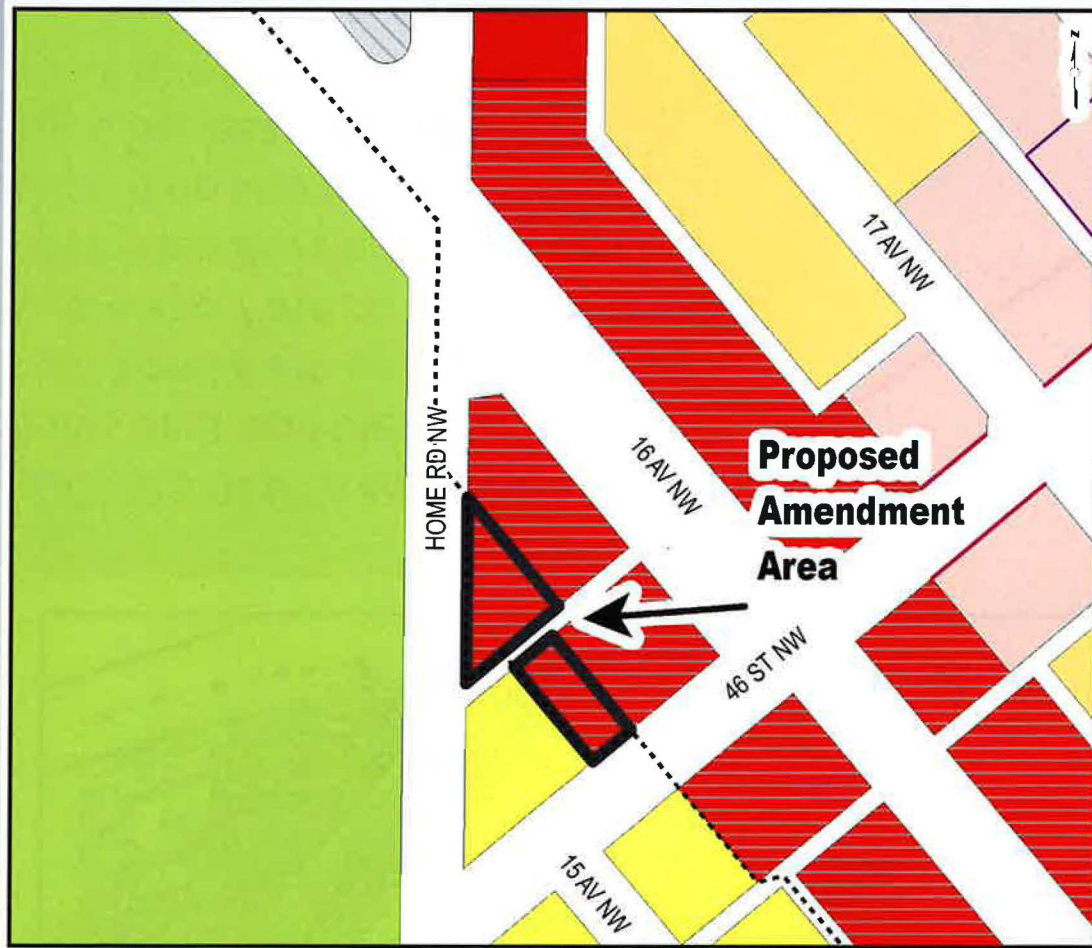 N
17 AV NW
HOME RD NW
16 AV NW
Proposed
Amendment
Area
46 ST NW
15 AV NW